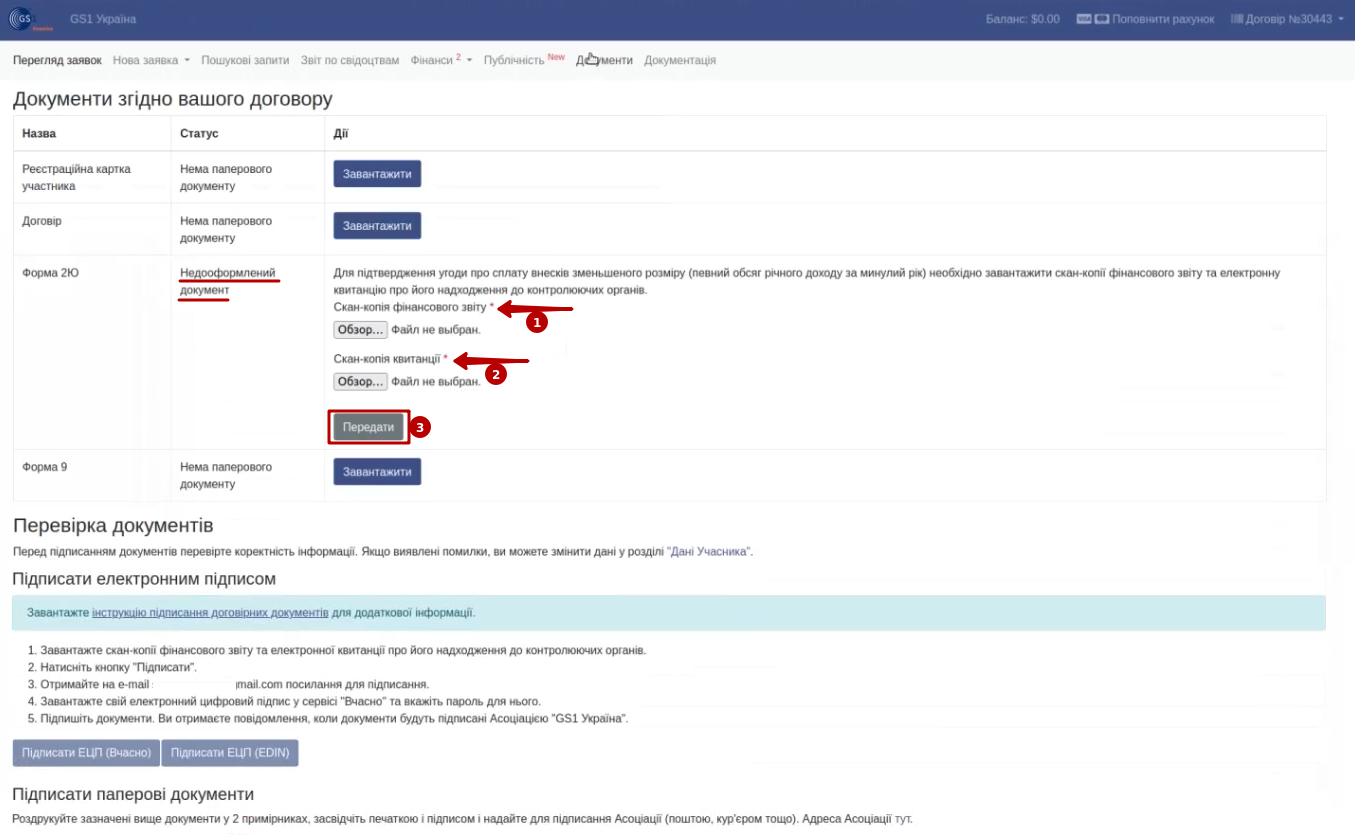 GS1 Україна Баланс: $0.00 Поповнити рахунок Договір №30443
Перегляд заявок Нова заявка Пошукові запити Звіт по свідоцтвам Фінанси 2 Публічність New Документи Документація
Документи згідно вашого договору
Назва Статус Дії
Реєстраційна картка
участника
Нема паперового
документу
Завантажити
Договір
Нема паперового
документу
Завантажити
Форма 2Ю
Недооформлений
документ
Для підтвердження угоди про сплату внесків зменшеного розміру (певний обсяг річного доходу за минулий рік) необхідно завантажити скан-копії фінансового звіту та електронну
квитанцію про його надходження до контролюючих органів.
Скан-копія фінансового звіту *
1
Обзор... Файл не выбран.
Скан-копія квитанції *
2
Обзор... Файл не выбран.
Передати 3
Форма 9
Нема паперового
документу
Завантажити
Перевірка документів
Перед підписанням документів перевірте коректність інформації. Якщо виявлені помилки, ви можете змінити дані у розділі "Дані Учасника".
Підписати електронним підписом
Завантажте інструкцію підписання договірних документів для додаткової інформації.
1. Завантажте скан-копії фінансового звіту та електронної квитанції про його надходження до контролюючих органів.
2. Натисніть кнопку "Підписати".
3. Отримайте на e-mail mail.com посилання для підписання.
4. Завантажте свій електронний цифровий підпис у сервісі "Вчасно" та вкажіть пароль для нього.
5. Підпишіть документи. Ви отримаєте повідомлення, коли документи будуть підписані Асоціацією "GS1 Україна".
Підписати ЕЦП (Вчасно) Підписати ЕЦП (EDIN)
Підписати паперові документи
Роздрукуйте зазначені вище документи у 2 примірниках, засвідчіть печаткою і підписом і надайте для підписання Асоціації (поштою, кур'єром тощо). Адреса Асоціації тут.